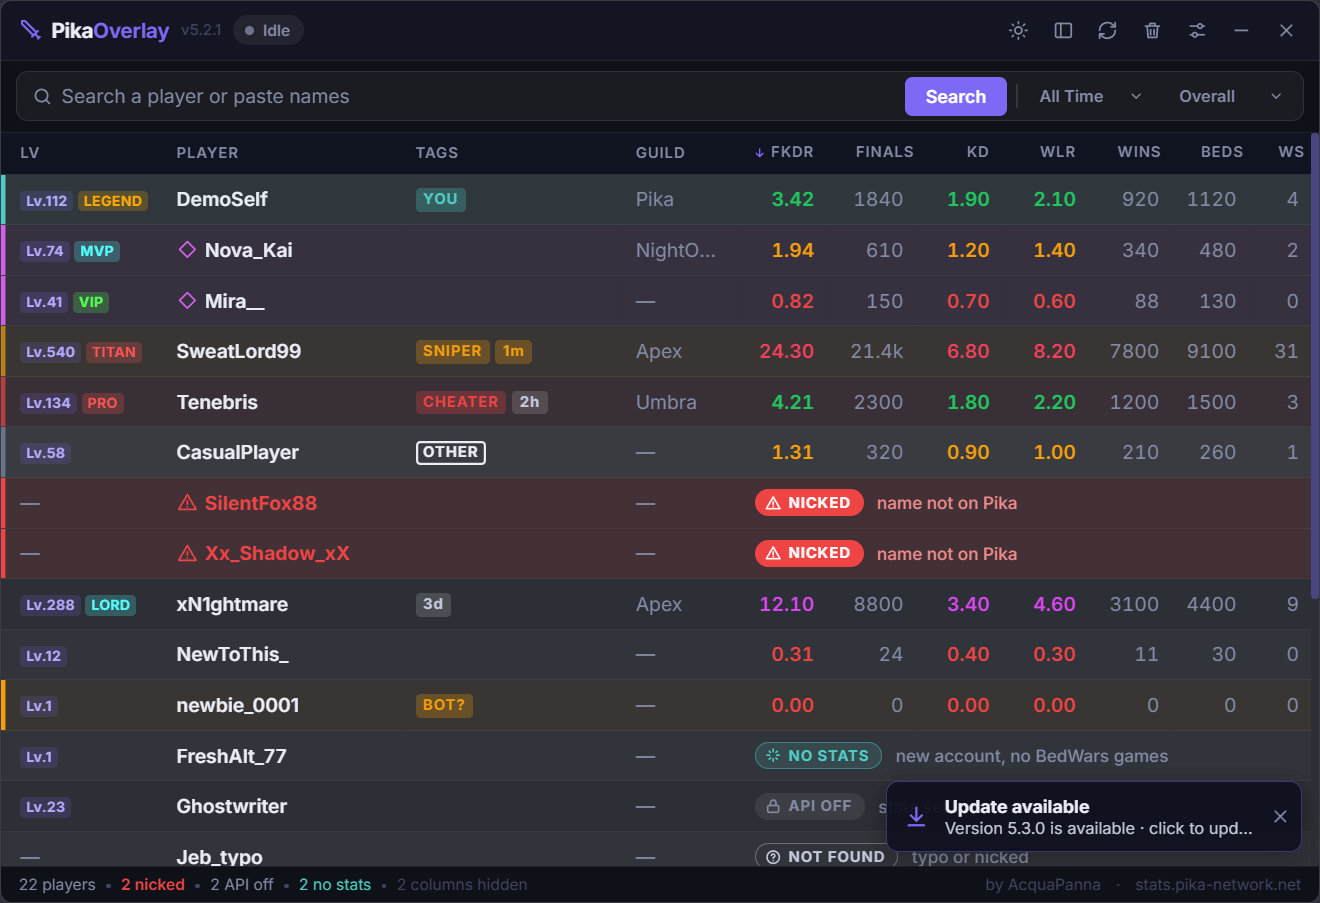 PikaOverlay v5.2.1 Idle
Search a player or paste names Search All Time Overall
LV PLAYER TAGS GUILD FKDR FINALS KD WLR WINS BEDS WS
Lv.112 LEGEND DemoSelf YOU Pika 3.42 1840 1.90 2.10 920 1120 4
Lv.74 MVP Nova_Kai NightO... 1.94 610 1.20 1.40 340 480 2
Lv.41 VIP Mira__ — 0.82 150 0.70 0.60 88 130 0
Lv.540 TITAN SweatLord99 SNIPER 1m Apex 24.30 21.4k 6.80 8.20 7800 9100 31
Lv.134 PRO Tenebris CHEATER 2h Umbra 4.21 2300 1.80 2.20 1200 1500 3
Lv.58 CasualPlayer OTHER — 1.31 320 0.90 1.00 210 260 1
— SilentFox88 — NICKED name not on Pika
— Xx_Shadow_xX — NICKED name not on Pika
Lv.288 LORD xN1ghtmare 3d Apex 12.10 8800 3.40 4.60 3100 4400 9
Lv.12 NewToThis_ — 0.31 24 0.40 0.30 11 30 0
Lv.1 newbie_0001 BOT? — 0.00 0 0.00 0.00 0 0 0
Lv.1 FreshAlt_77 — NO STATS new account, no BedWars games
Lv.23 Ghostwriter — API OFF
Update available
Version 5.3.0 is available · click to upd...
— Jeb_typo — NOT FOUND typo or nicked
22 players • 2 nicked • 2 API off • 2 no stats • 2 columns hidden by AcquaPanna · stats.pika-network.net